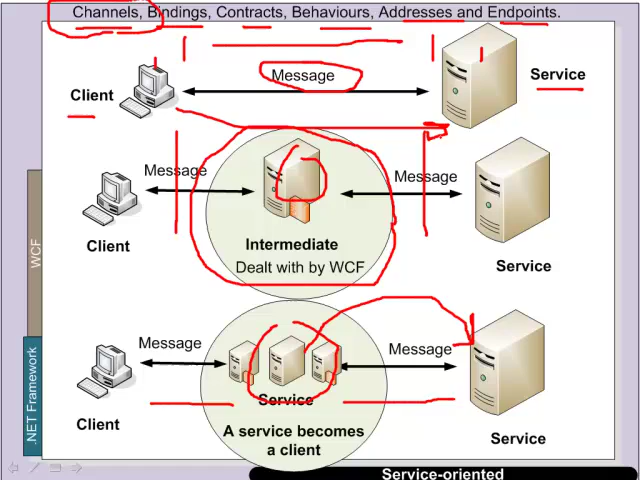 Channels, Bindings, Contracts, Behaviours, Addresses and Endpoints.
Message
Service
Client
Message
Message
Client
Intermediate
Dealt with by WCF
Service
WCF
Message
Message
Client
Service
A service becomes
a client
Service
.NET Framework
Service-oriented